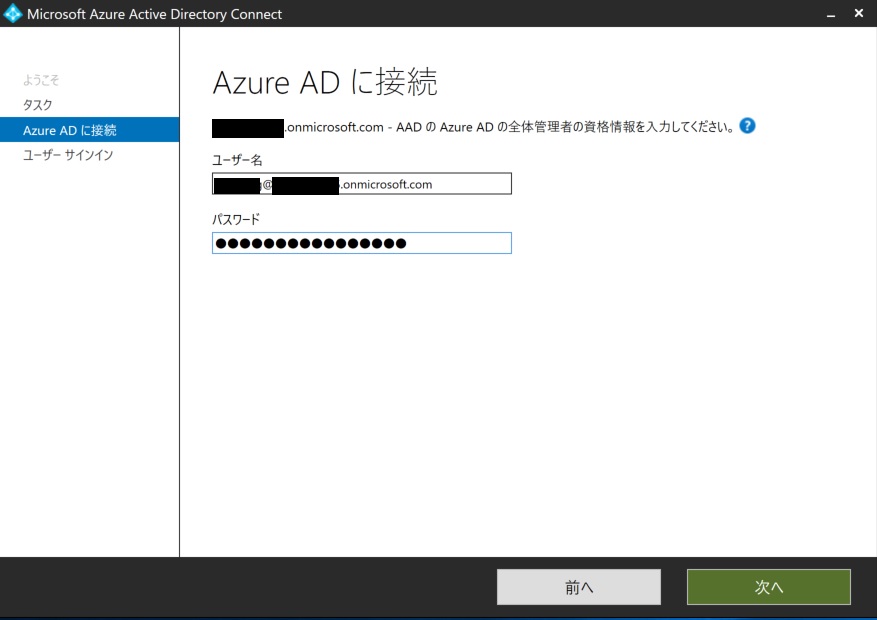 Microsoft Azure Active Directory Connect
ようこそ
タスク
Azure AD に接続
ユーザー サインイン
Azure AD に接続
.onmicrosoft.com - AAD の Azure AD の全体管理者の資格情報を入力してください。 ?
ユーザー名
@ .onmicrosoft.com
パスワード
●●●●●●●●●●●●●●●●
前へ
次へ